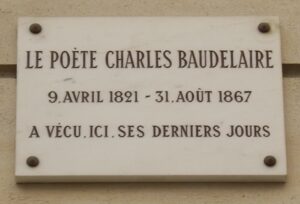 LE POÈTE CHARLES BAUDELAIRE
9.AVRIL 1821 - 31.AOÛT 1867
A VÉCU.ICI.SES DERNIERS JOURS